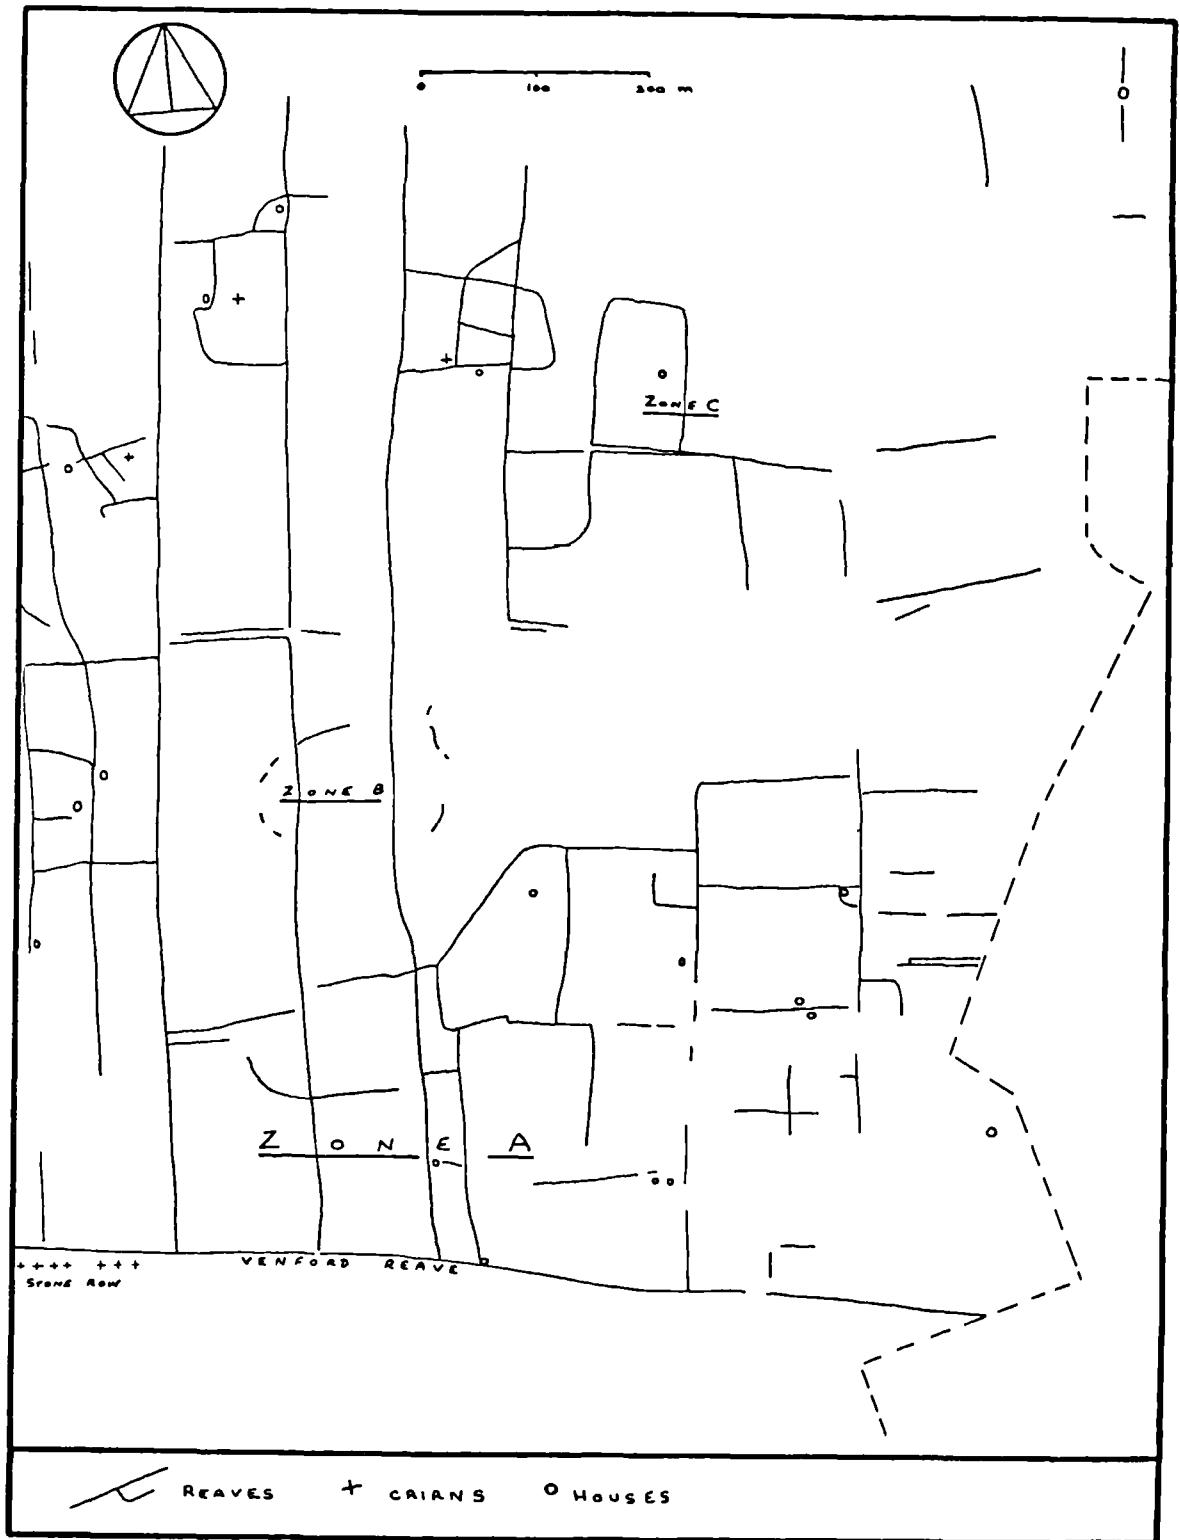 0 100 200 m
ZONE C
ZONE B
ZONE A
VENFORD REAVE
STONE ROW
REAVES + CAIRNS o HOUSES